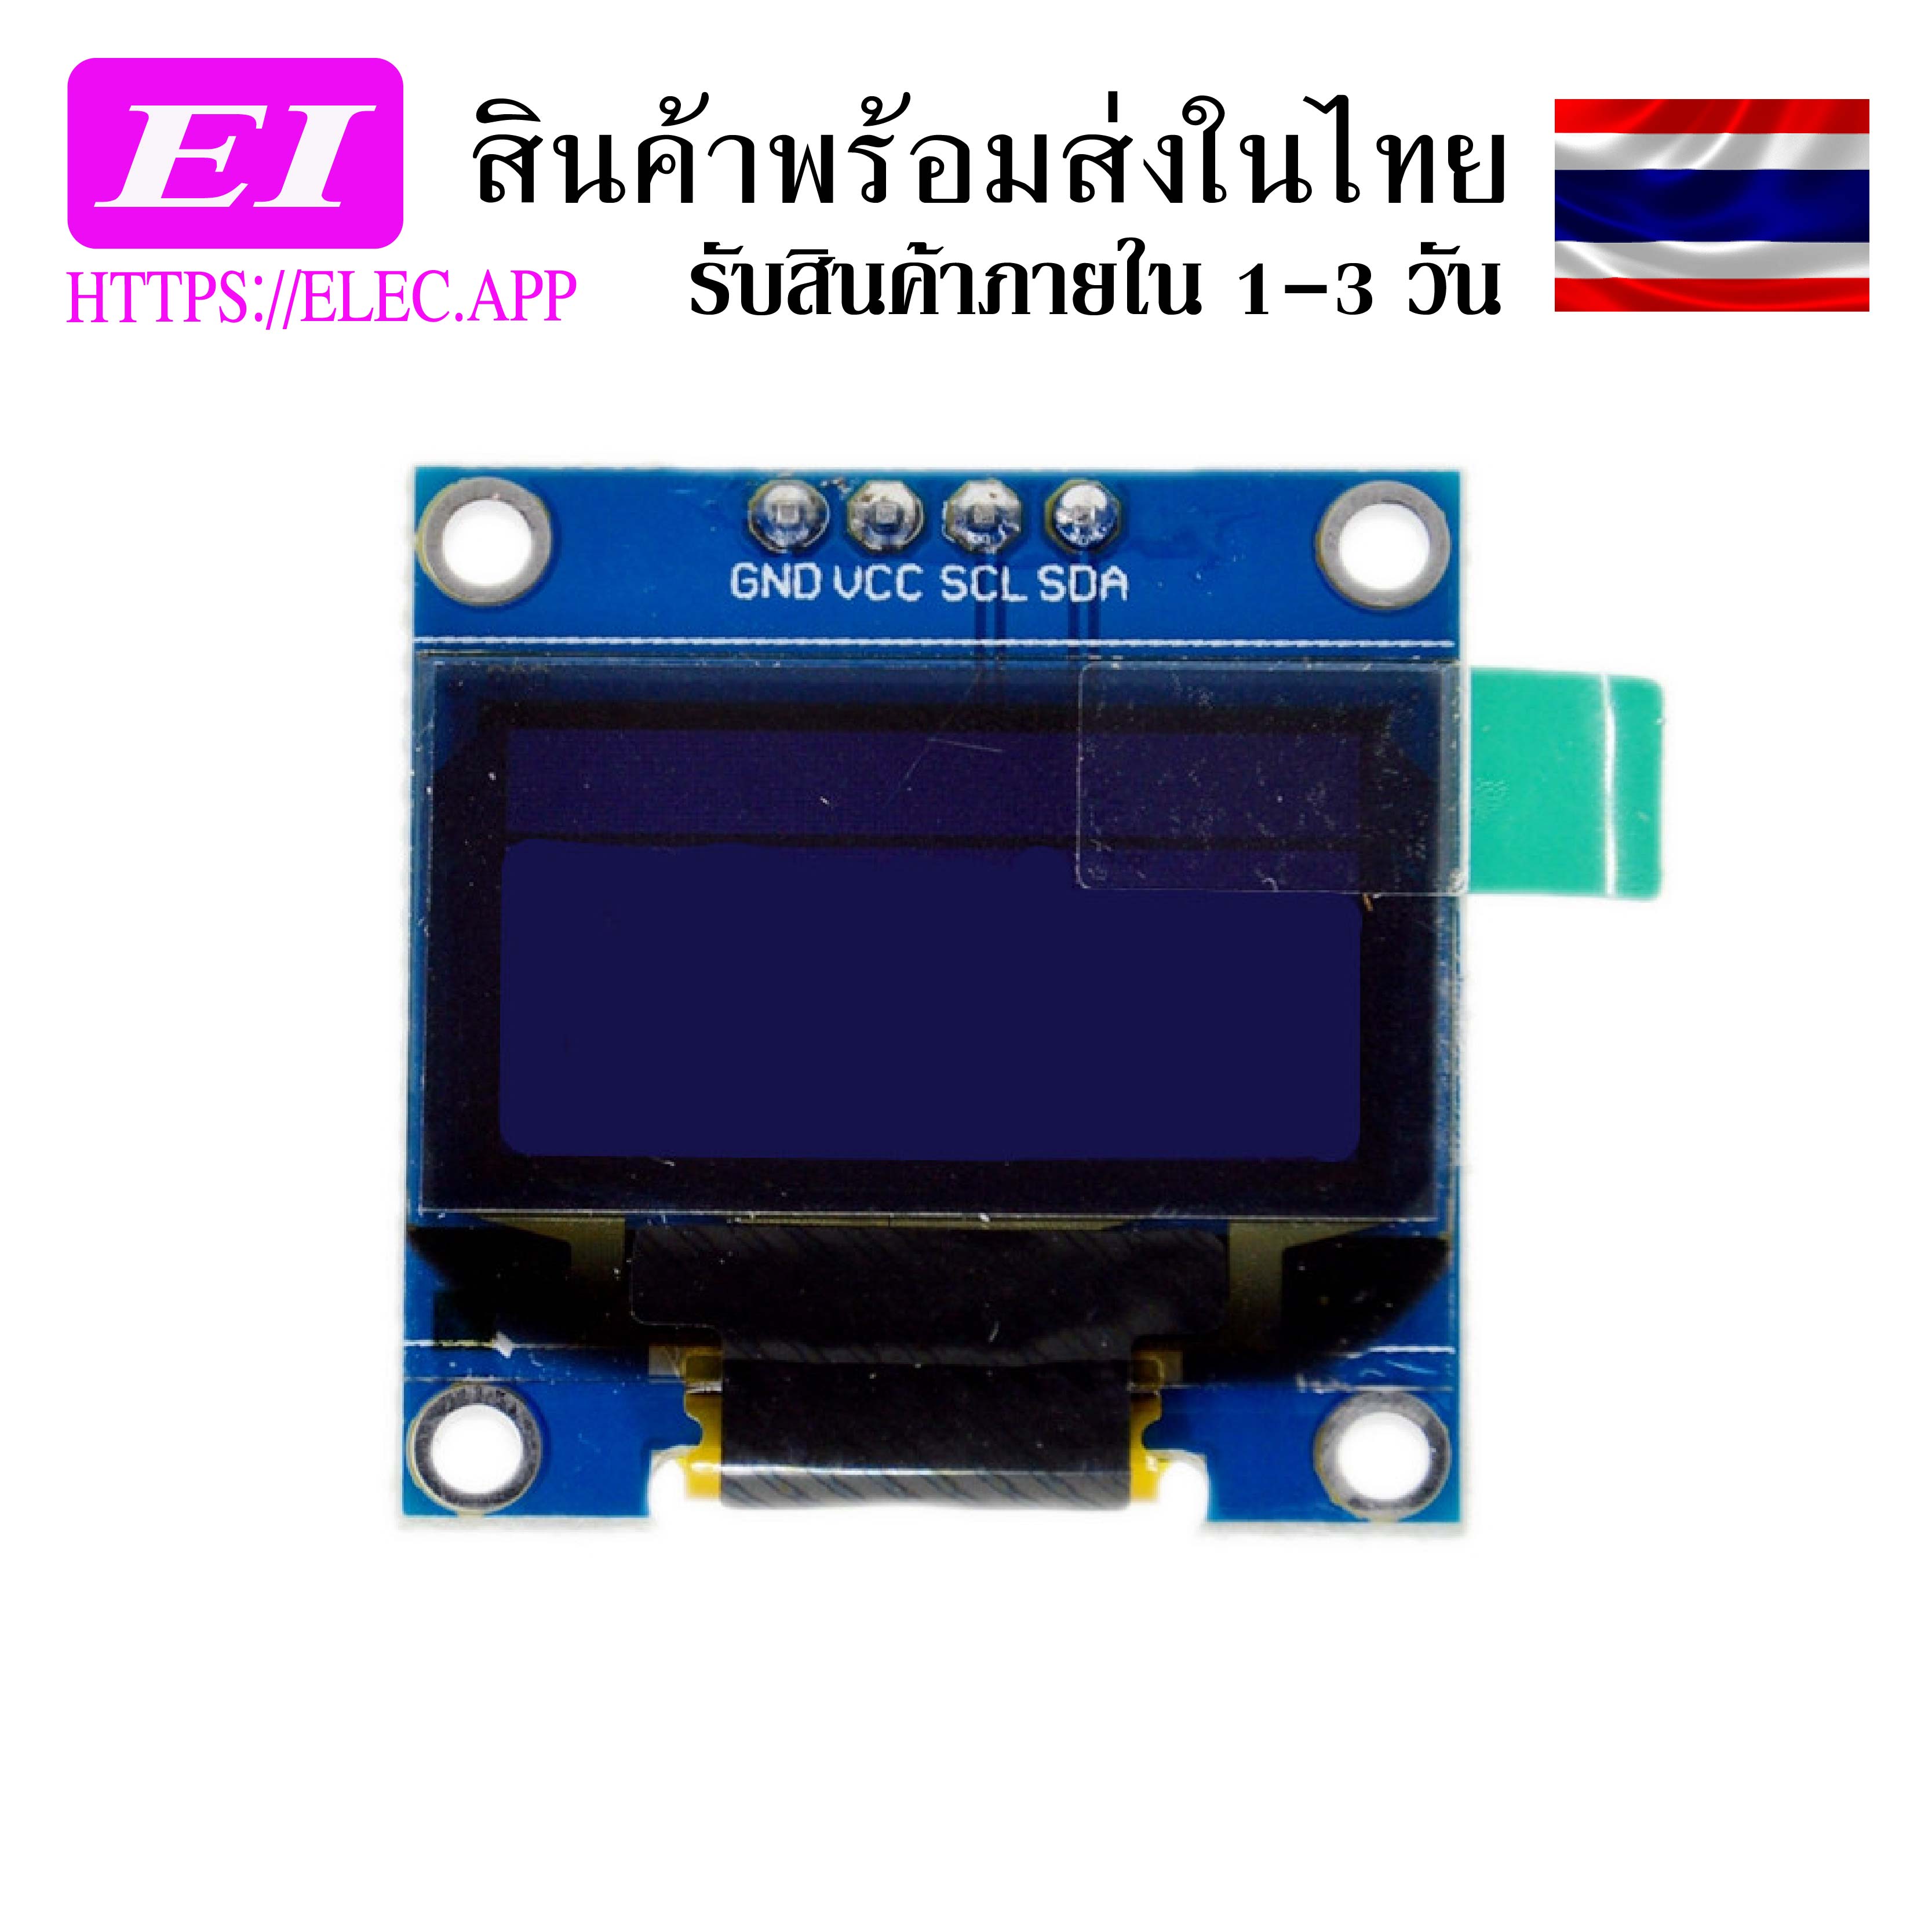 EI
สินค้าพร้อมส่งในไทย
HTTPS://ELEC.APP
รับสินค้าภายใน 1-3 วัน
GND VCC SCL SDA